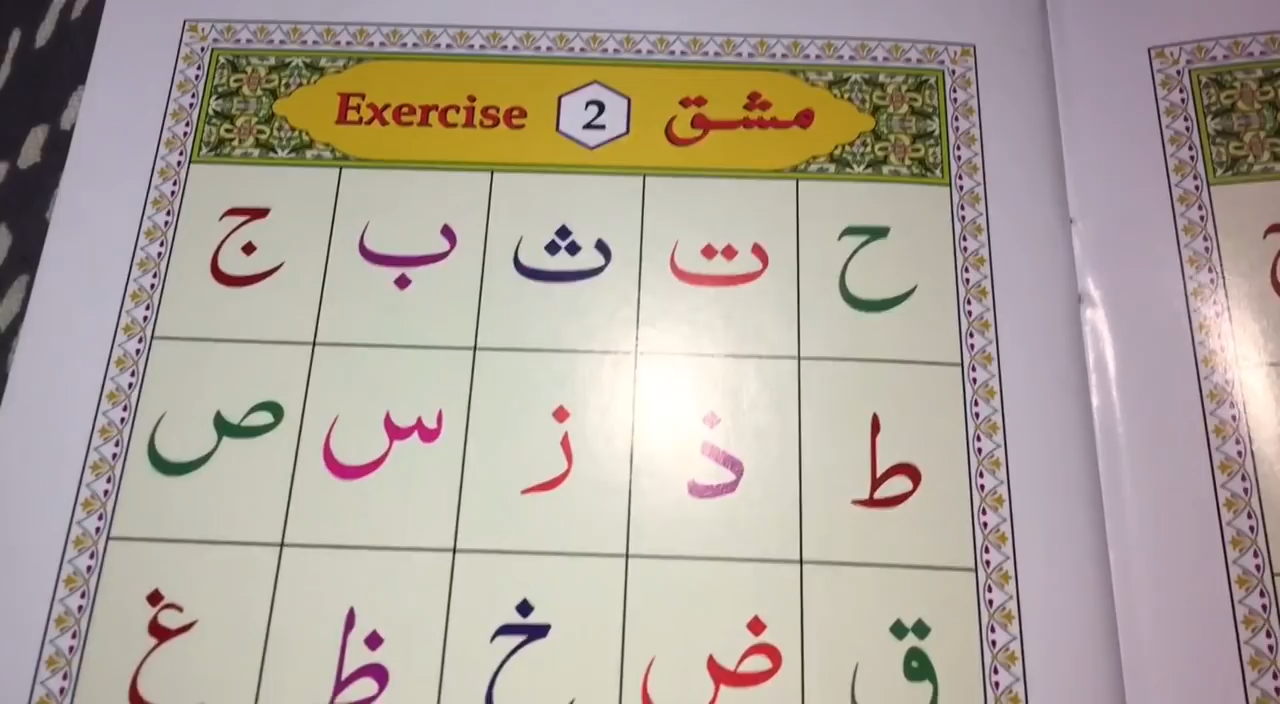 Exercise 2 مشق
ح ت ث ب ج
ط ذ ز س ص
ق ض خ ظ غ